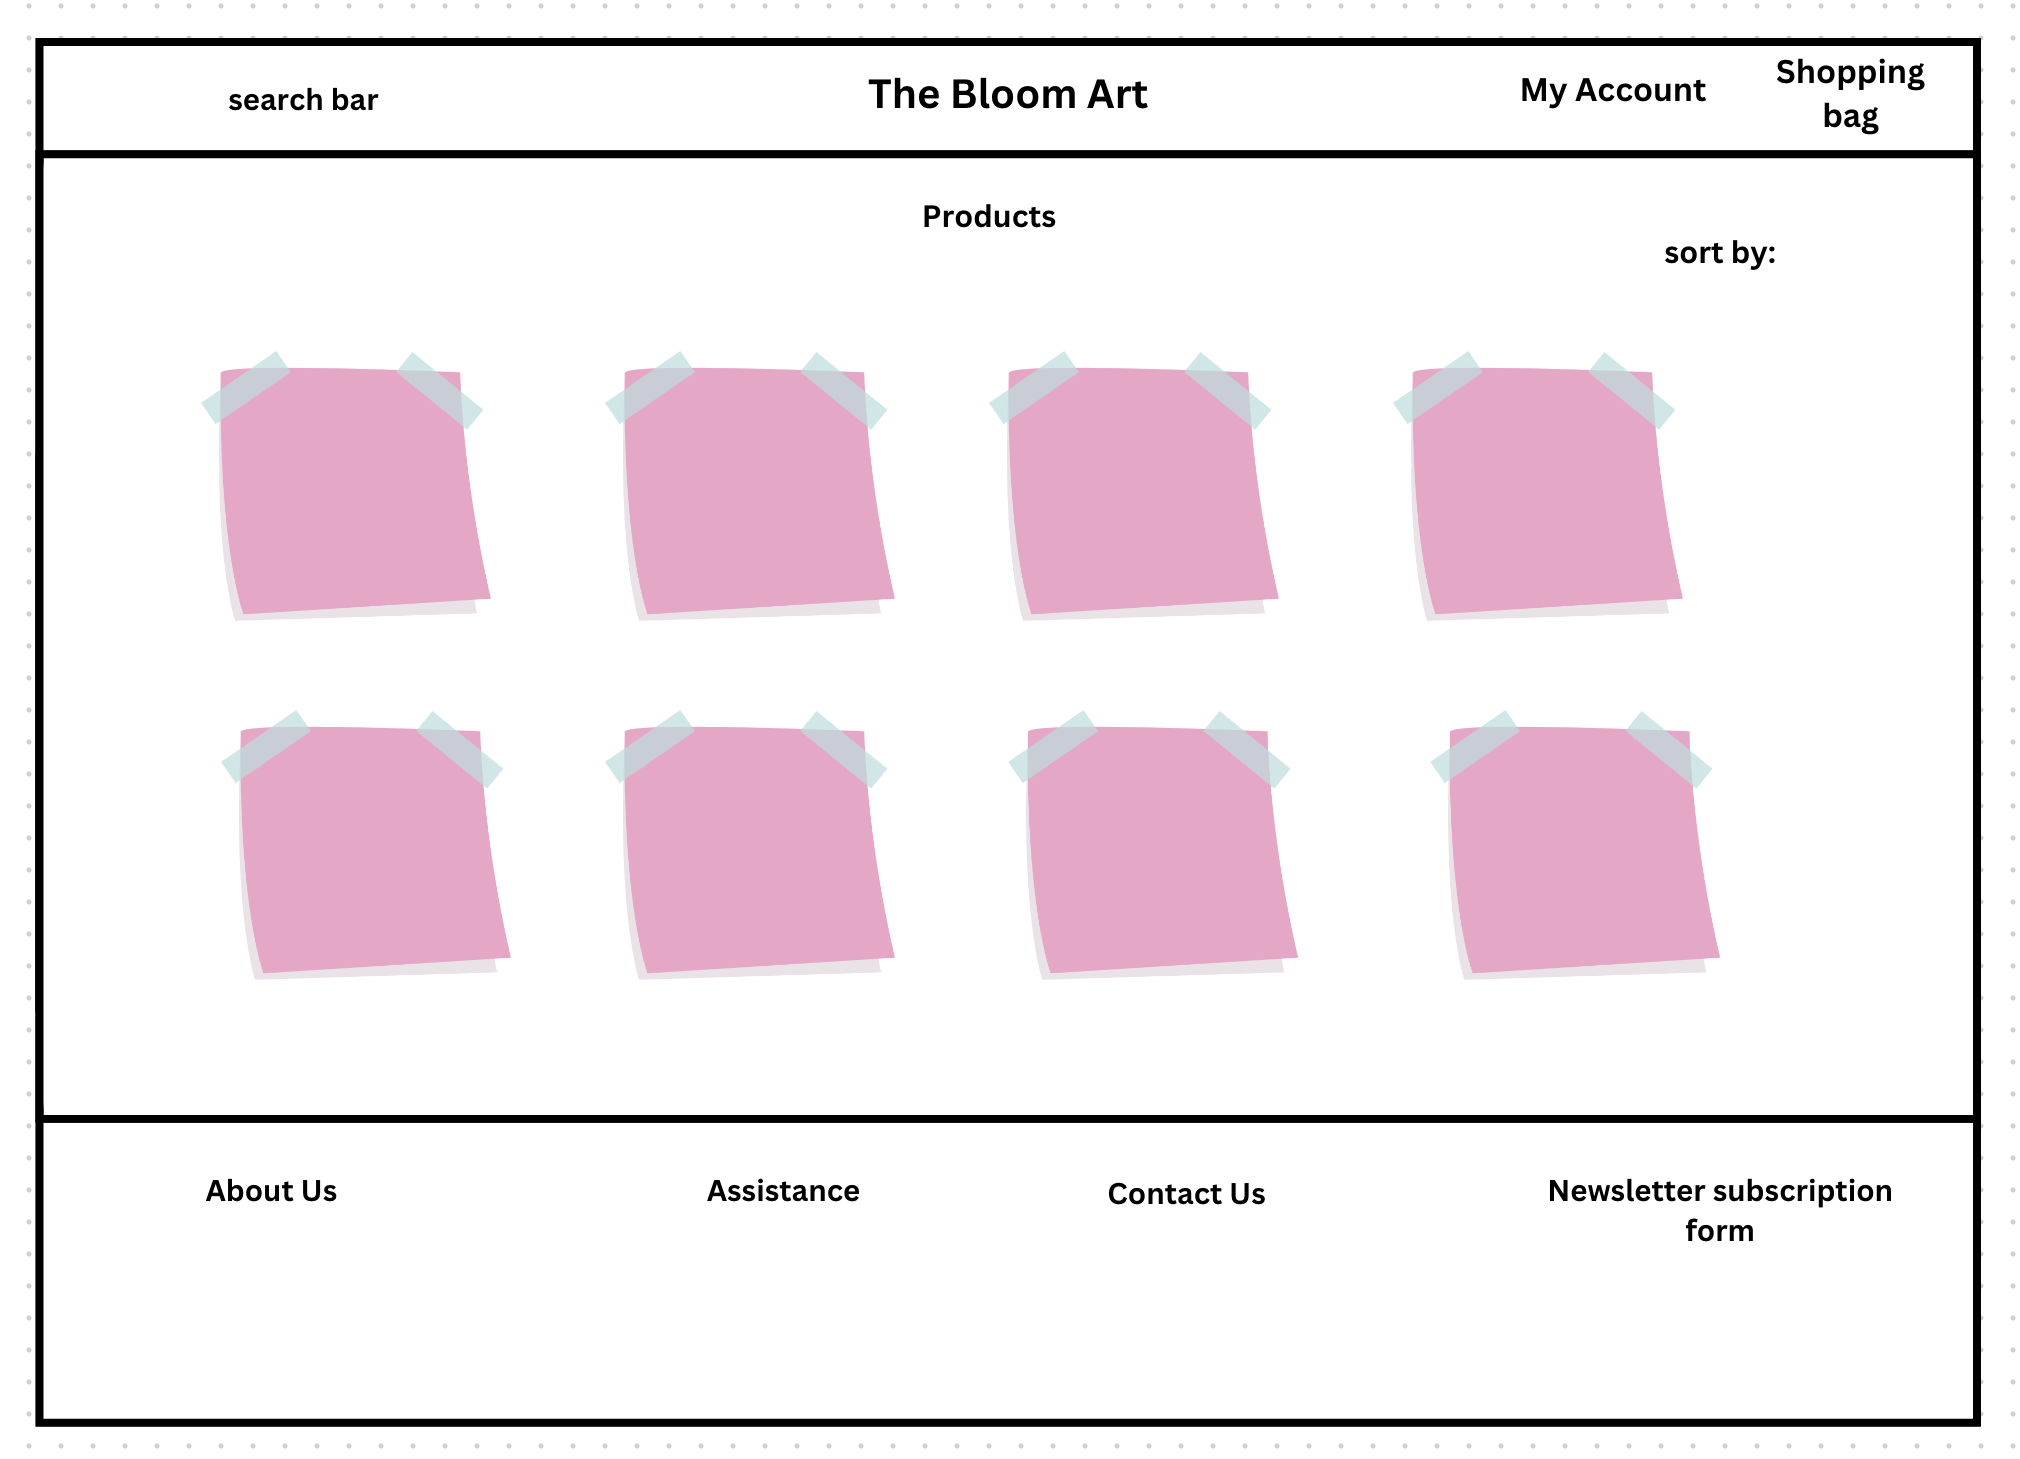 search bar
The Bloom Art
My Account
Shopping
bag
Products
sort by:
About Us
Assistance
Contact Us
Newsletter subscription
form